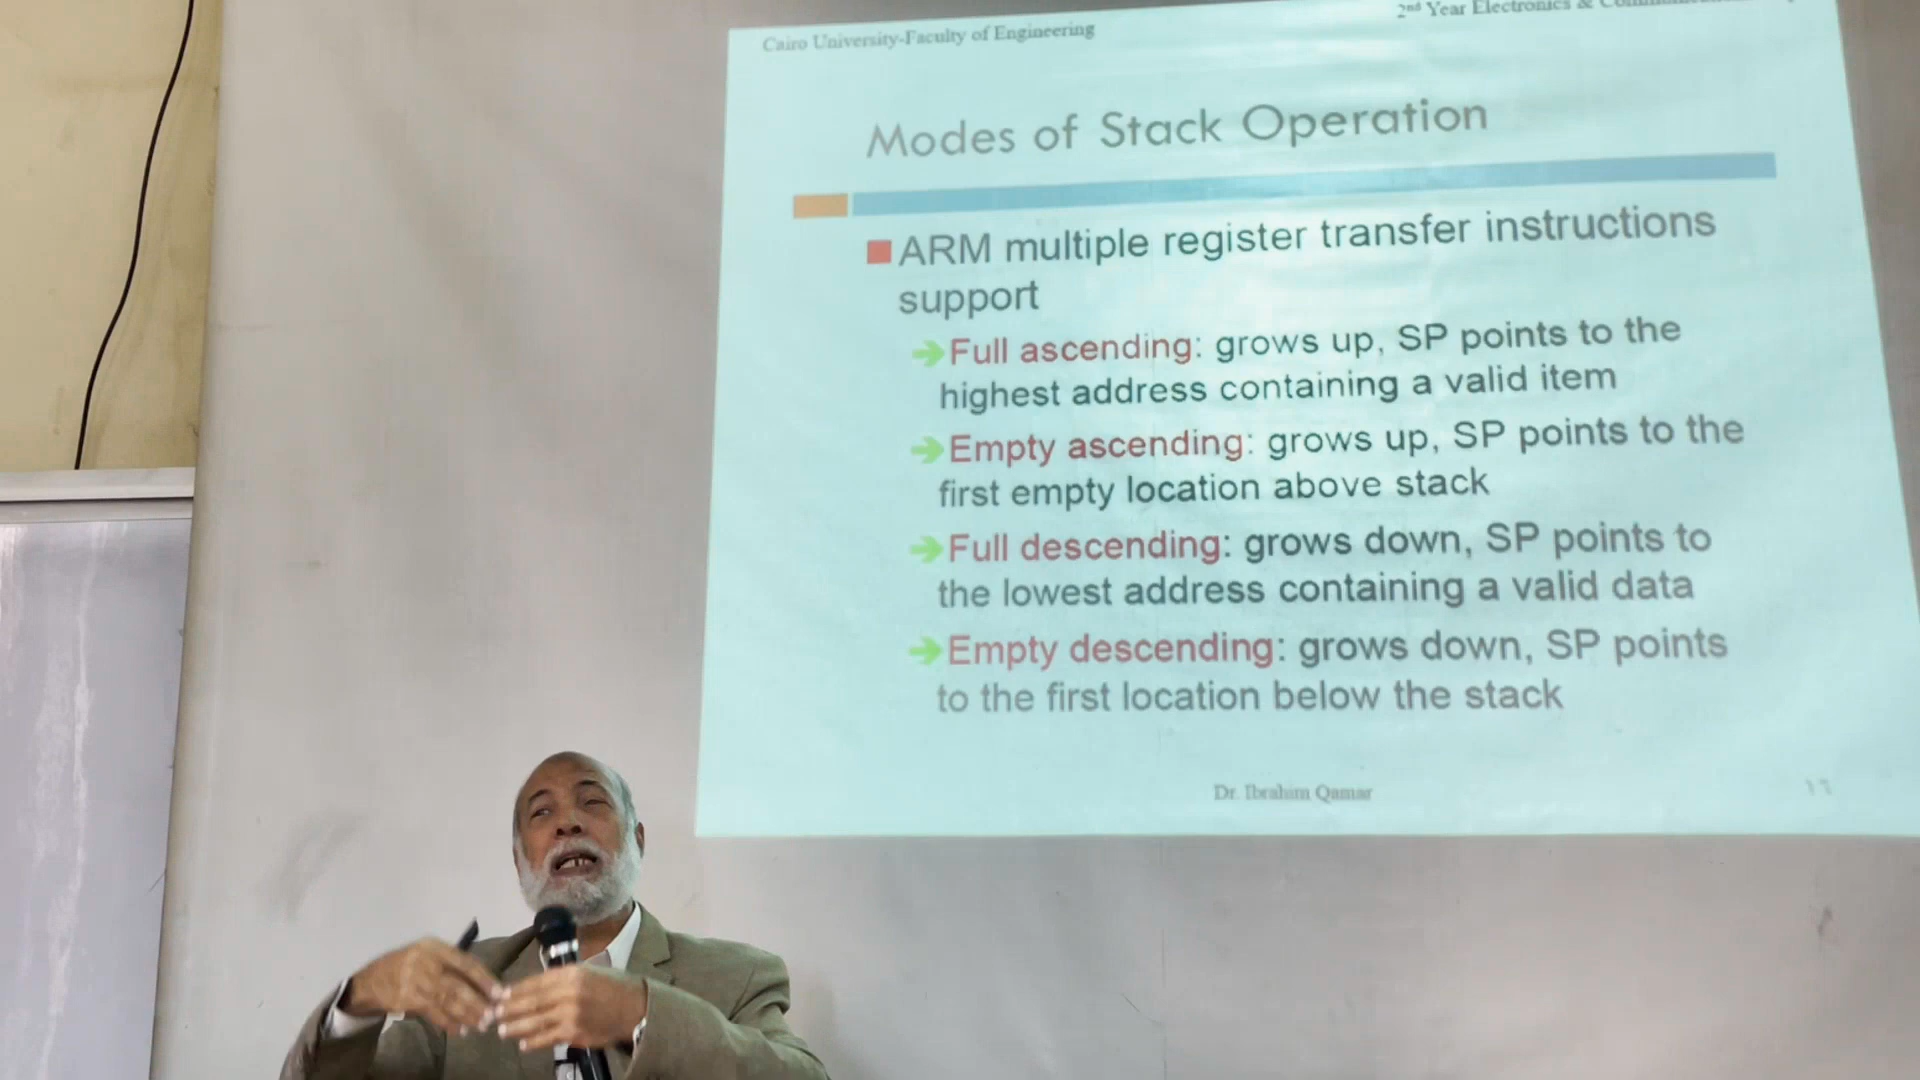 Cairo University-Faculty of Engineering
2nd Year Electronics &
Modes of Stack Operation
ARM multiple register transfer instructions
support
Full ascending: grows up, SP points to the
highest address containing a valid item
Empty ascending: grows up, SP points to the
first empty location above stack
Full descending: grows down, SP points to
the lowest address containing a valid data
Empty descending: grows down, SP points
to the first location below the stack
Dr. Ibrahim Qamar